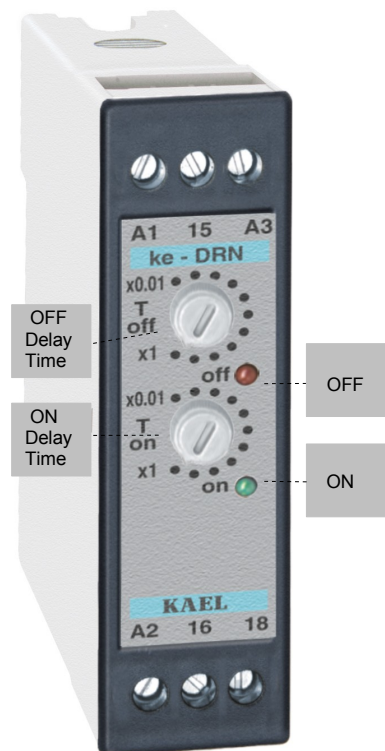 A1 15 A3
ke - DRN
x0.01
T
off
x1
off
x0.01
T
on
x1
on
KAEL
A2 16 18
OFF
Delay
Time
ON
Delay
Time
OFF
ON